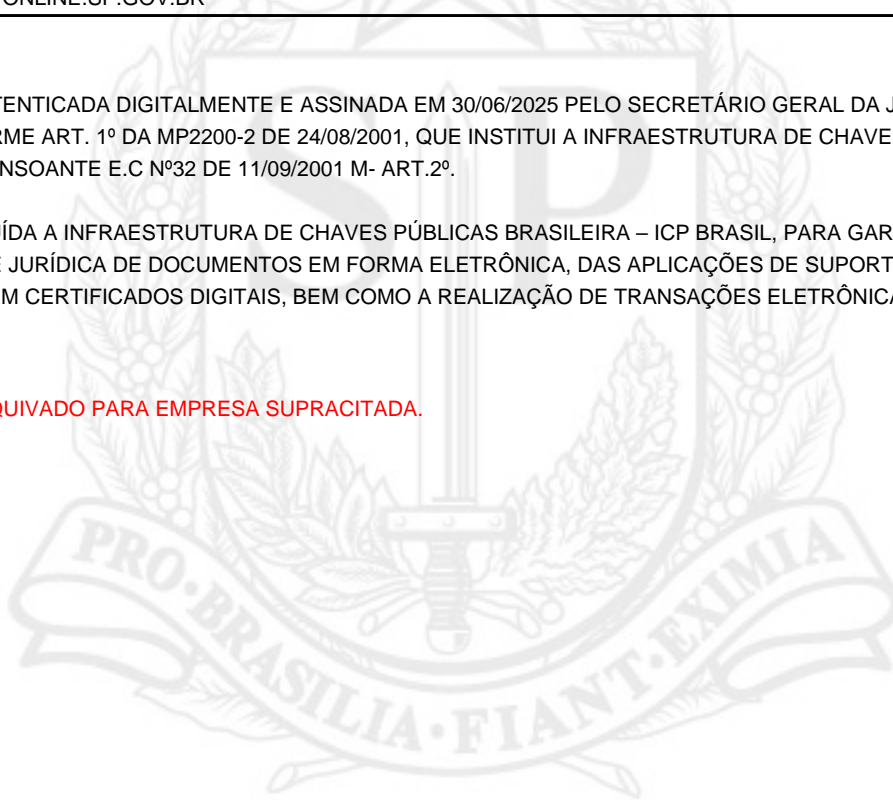 ONLINE.SP.GOV.BR
TENTICADA DIGITALMENTE E ASSINADA EM 30/06/2025 PELO SECRETÁRIO GERAL DA J
RME ART. 1º DA MP2200-2 DE 24/08/2001, QUE INSTITUI A INFRAESTRUTURA DE CHAVE
NSOANTE E.C Nº32 DE 11/09/2001 M- ART.2º.
ÍDA A INFRAESTRUTURA DE CHAVES PÚBLICAS BRASILEIRA – ICP BRASIL, PARA GAR
E JURÍDICA DE DOCUMENTOS EM FORMA ELETRÔNICA, DAS APLICAÇÕES DE SUPORT
M CERTIFICADOS DIGITAIS, BEM COMO A REALIZAÇÃO DE TRANSAÇÕES ELETRÔNICA
QUIVADO PARA EMPRESA SUPRACITADA.
SP
PRO·BRASILIA·FIANT·EXIMIA